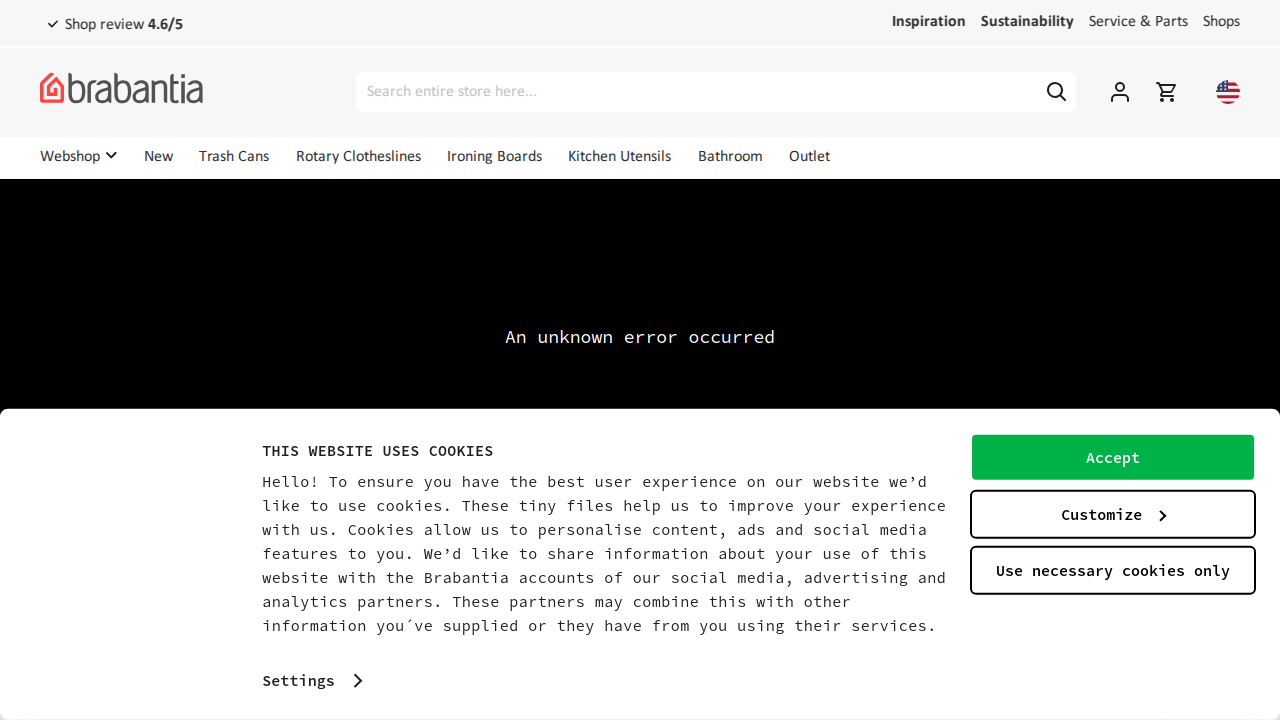 Shop review 4.6/5
Inspiration Sustainability Service & Parts Shops
brabantia
Search entire store here...
Webshop New Trash Cans Rotary Clotheslines Ironing Boards Kitchen Utensils Bathroom Outlet
An unknown error occurred
THIS WEBSITE USES COOKIES
Hello! To ensure you have the best user experience on our website we’d
like to use cookies. These tiny files help us to improve your experience
with us. Cookies allow us to personalise content, ads and social media
features to you. We’d like to share information about your use of this
website with the Brabantia accounts of our social media, advertising and
analytics partners. These partners may combine this with other
information you´ve supplied or they have from you using their services.
Settings
Accept
Customize
Use necessary cookies only